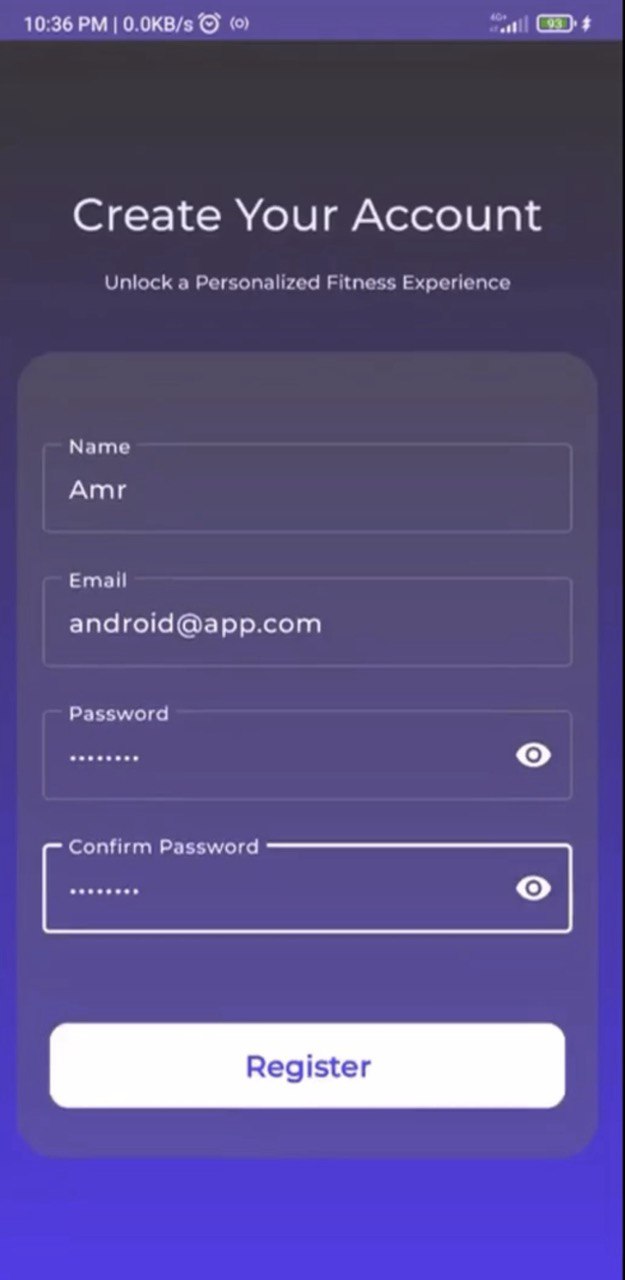 10:36 PM | 0.0KB/s
4G+
93
Create Your Account
Unlock a Personalized Fitness Experience
Name
Amr
Email
android@app.com
Password
••••••••
Confirm Password
••••••••
Register